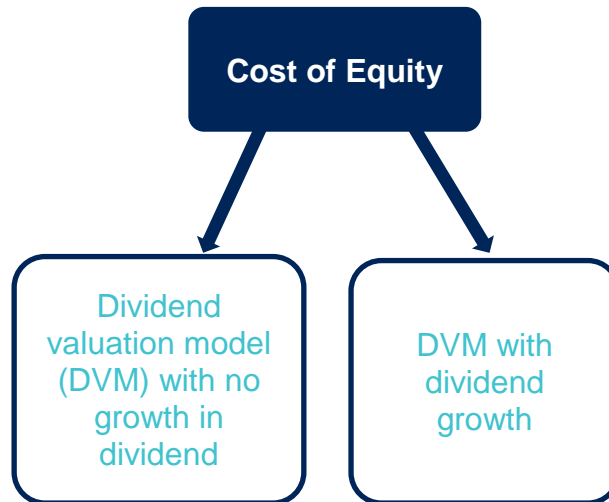 Cost of Equity
Dividend
valuation model
(DVM) with no
growth in
dividend
DVM with
dividend
growth